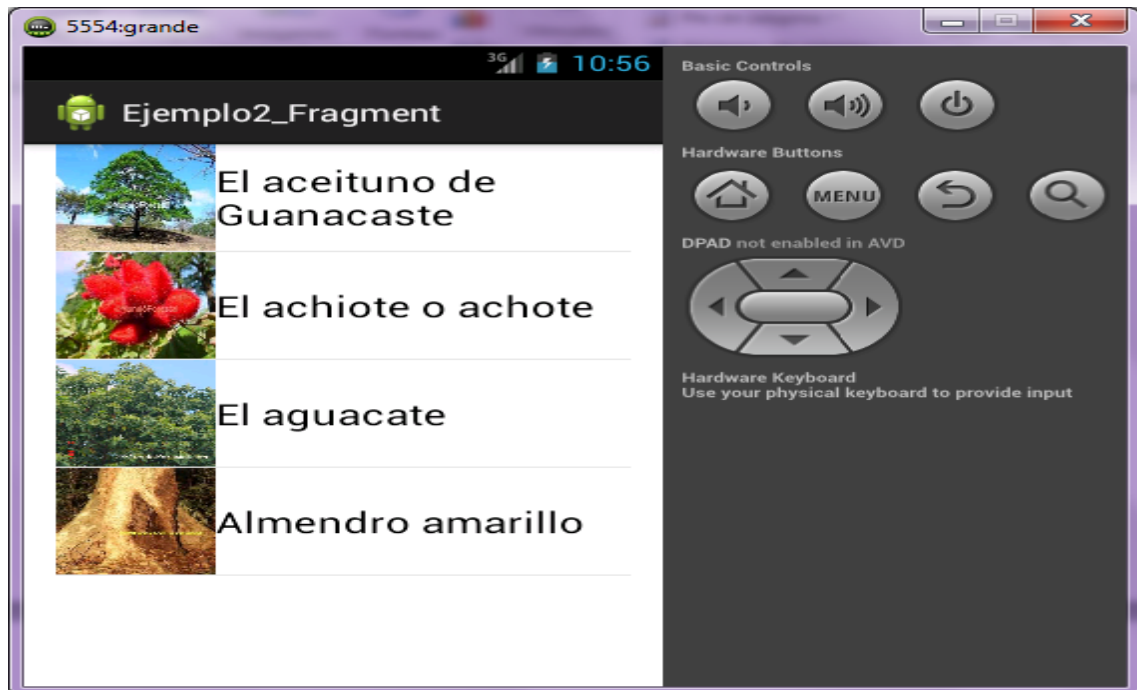 5554:grande
3G 10:56
Ejemplo2_Fragment
El aceituno de
Guanacaste
El achiote o achote
El aguacate
Almendro amarillo
Basic Controls
Hardware Buttons
MENU
DPAD not enabled in AVD
Hardware Keyboard
Use your physical keyboard to provide input